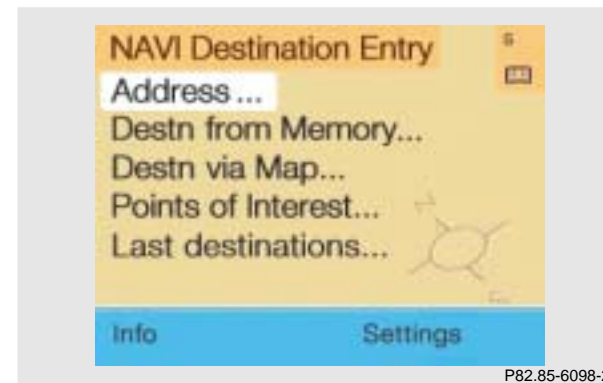 NAVI Destination Entry
Address...
Destn from Memory...
Destn via Map...
Points of Interest...
Last destinations...
Info Settings